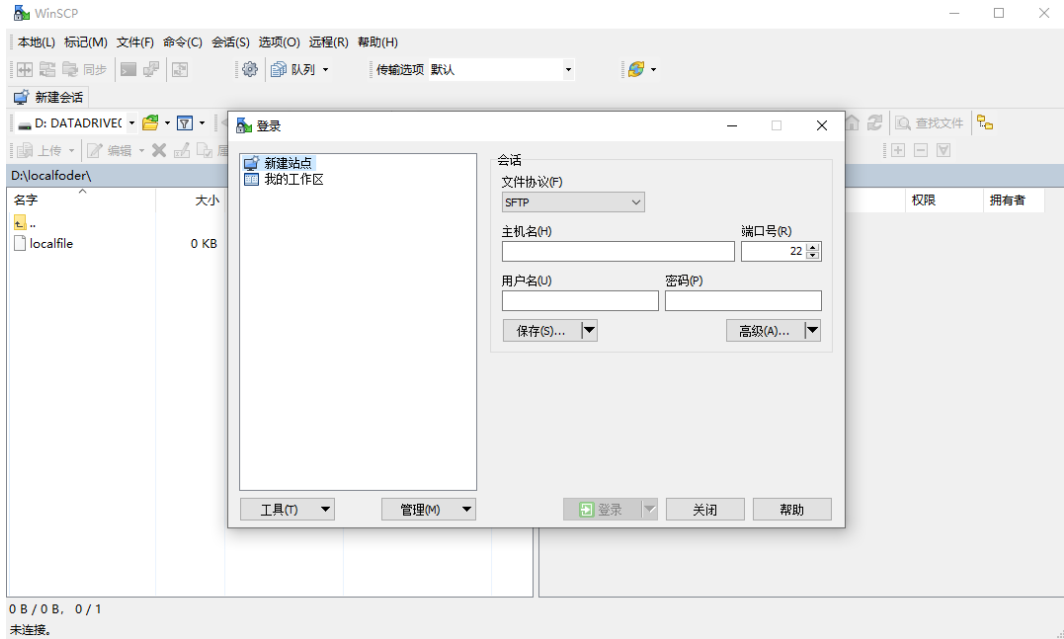 WinSCP
本地(L) 标记(M) 文件(F) 命令(C) 会话(S) 选项(O) 远程(R) 帮助(H)
同步 队列 传输选项 默认
新建会话
D: DATADRIVE( 查找文件
上传 编辑
D:\localfoder\
名字 大小 权限 拥有者
..
localfile 0 KB
登录
新建站点
我的工作区
会话
文件协议(F)
SFTP
主机名(H) 端口号(R)
22
用户名(U) 密码(P)
保存(S)... 高级(A)...
工具(T) 管理(M) 登录 关闭 帮助
0 B / 0 B, 0 / 1
未连接。